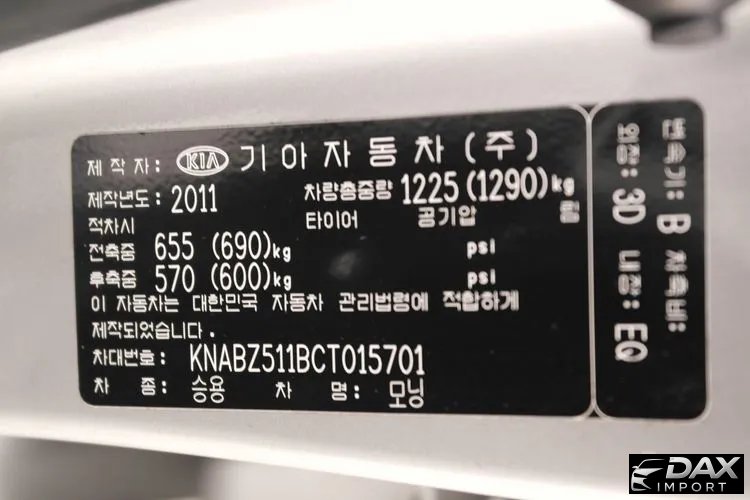 제 작 자: KIA 기아자동차(주)
제작년도: 2011 차량총중량 1225(1290)kg
적차시 타이어 공기압 림
전축중 655 (690)kg psi
후축중 570 (600)kg psi
이 자동차는 대한민국 자동차 관리법령에 적합하게
제작되었습니다.
차대번호: KNABZ511BCT015701
차 종: 승용 차 명: 모닝
변속기: B 차축비:
외장: 3D 내장: EQ
DAX
IMPORT